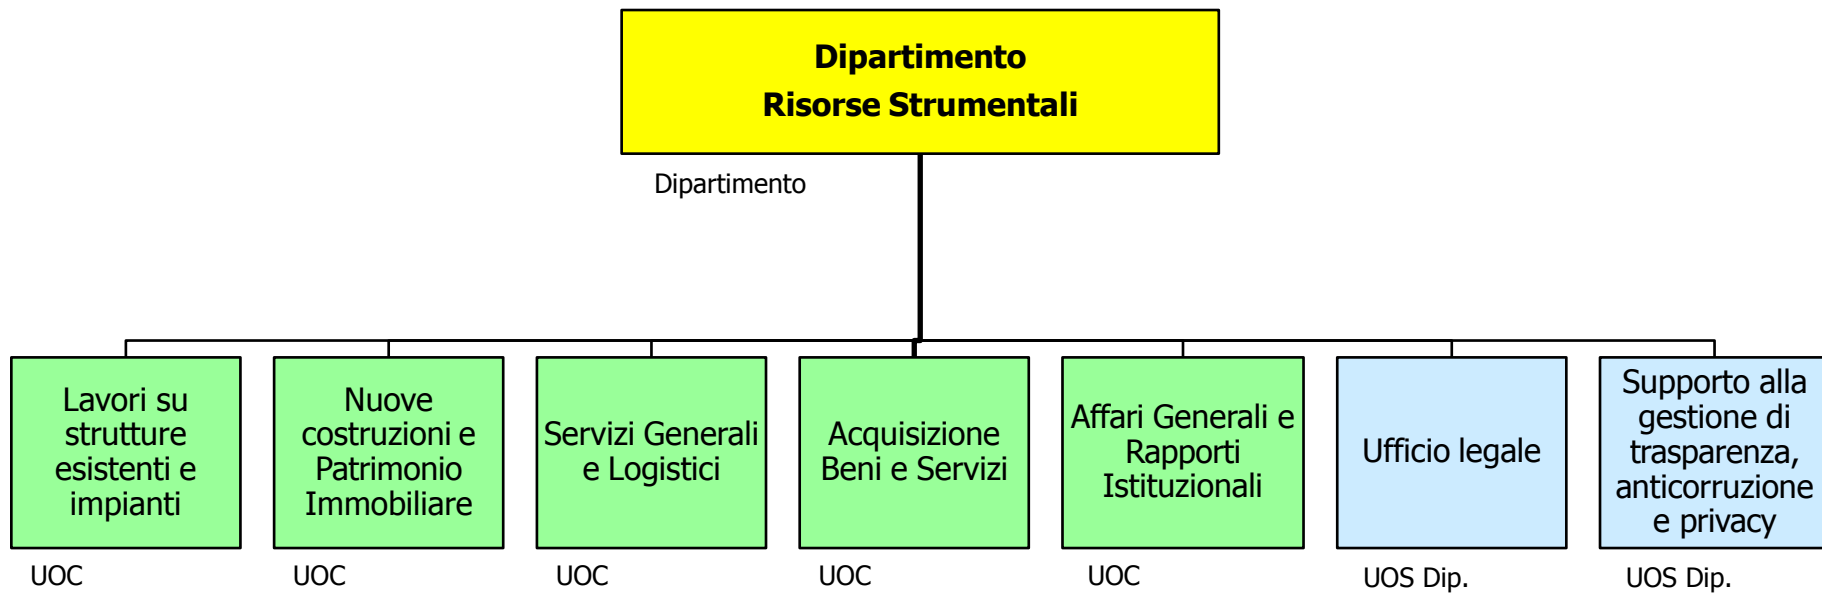 Dipartimento
Risorse Strumentali
Dipartimento
Lavori su
strutture
esistenti e
impianti
Nuove
costruzioni e
Patrimonio
Immobiliare
Servizi Generali
e Logistici
Acquisizione
Beni e Servizi
Affari Generali e
Rapporti
Istituzionali
Ufficio legale
Supporto alla
gestione di
trasparenza,
anticorruzione
e privacy
UOC
UOC
UOC
UOC
UOC
UOS Dip.
UOS Dip.